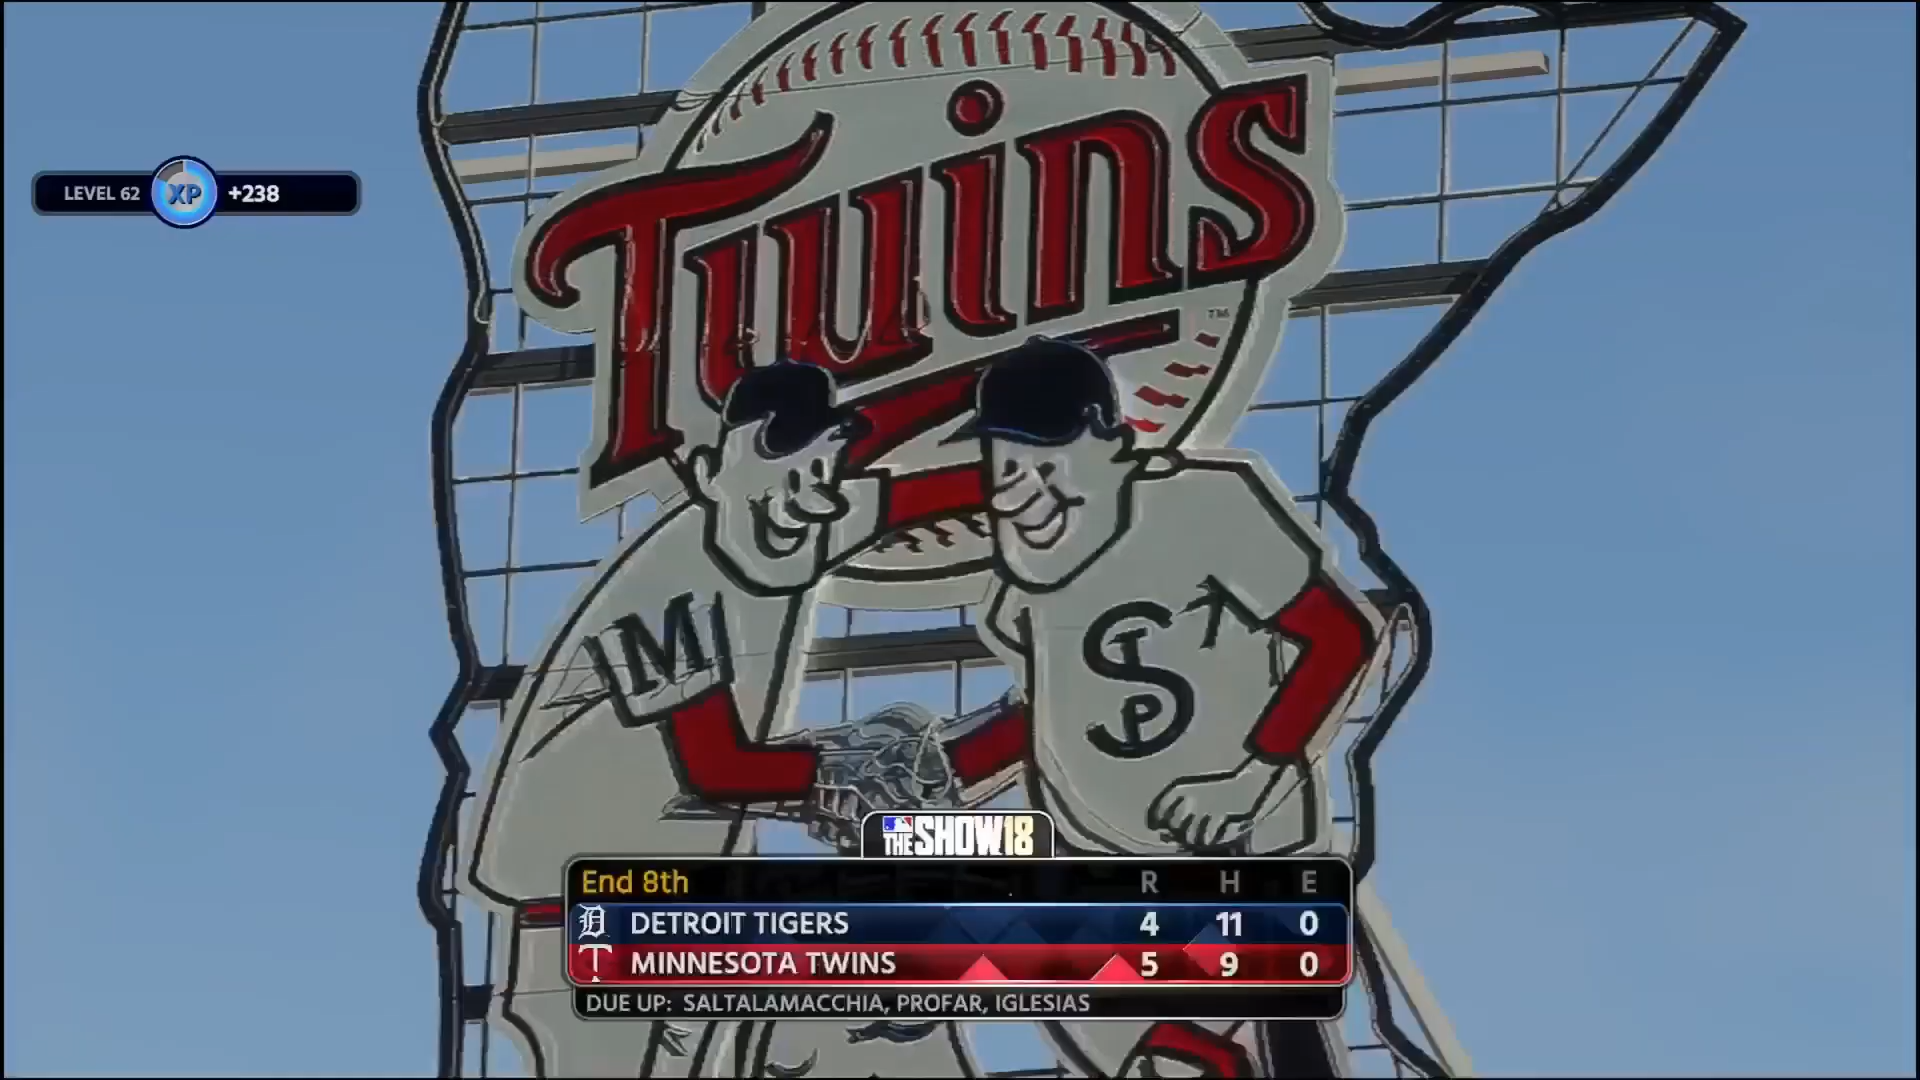 Twins
TM
LEVEL 62 XP +238
M
STP
MLB THE SHOW 18
End 8th R H E
D DETROIT TIGERS 4 11 0
T MINNESOTA TWINS 5 9 0
DUE UP: SALTALAMACCHIA, PROFAR, IGLESIAS